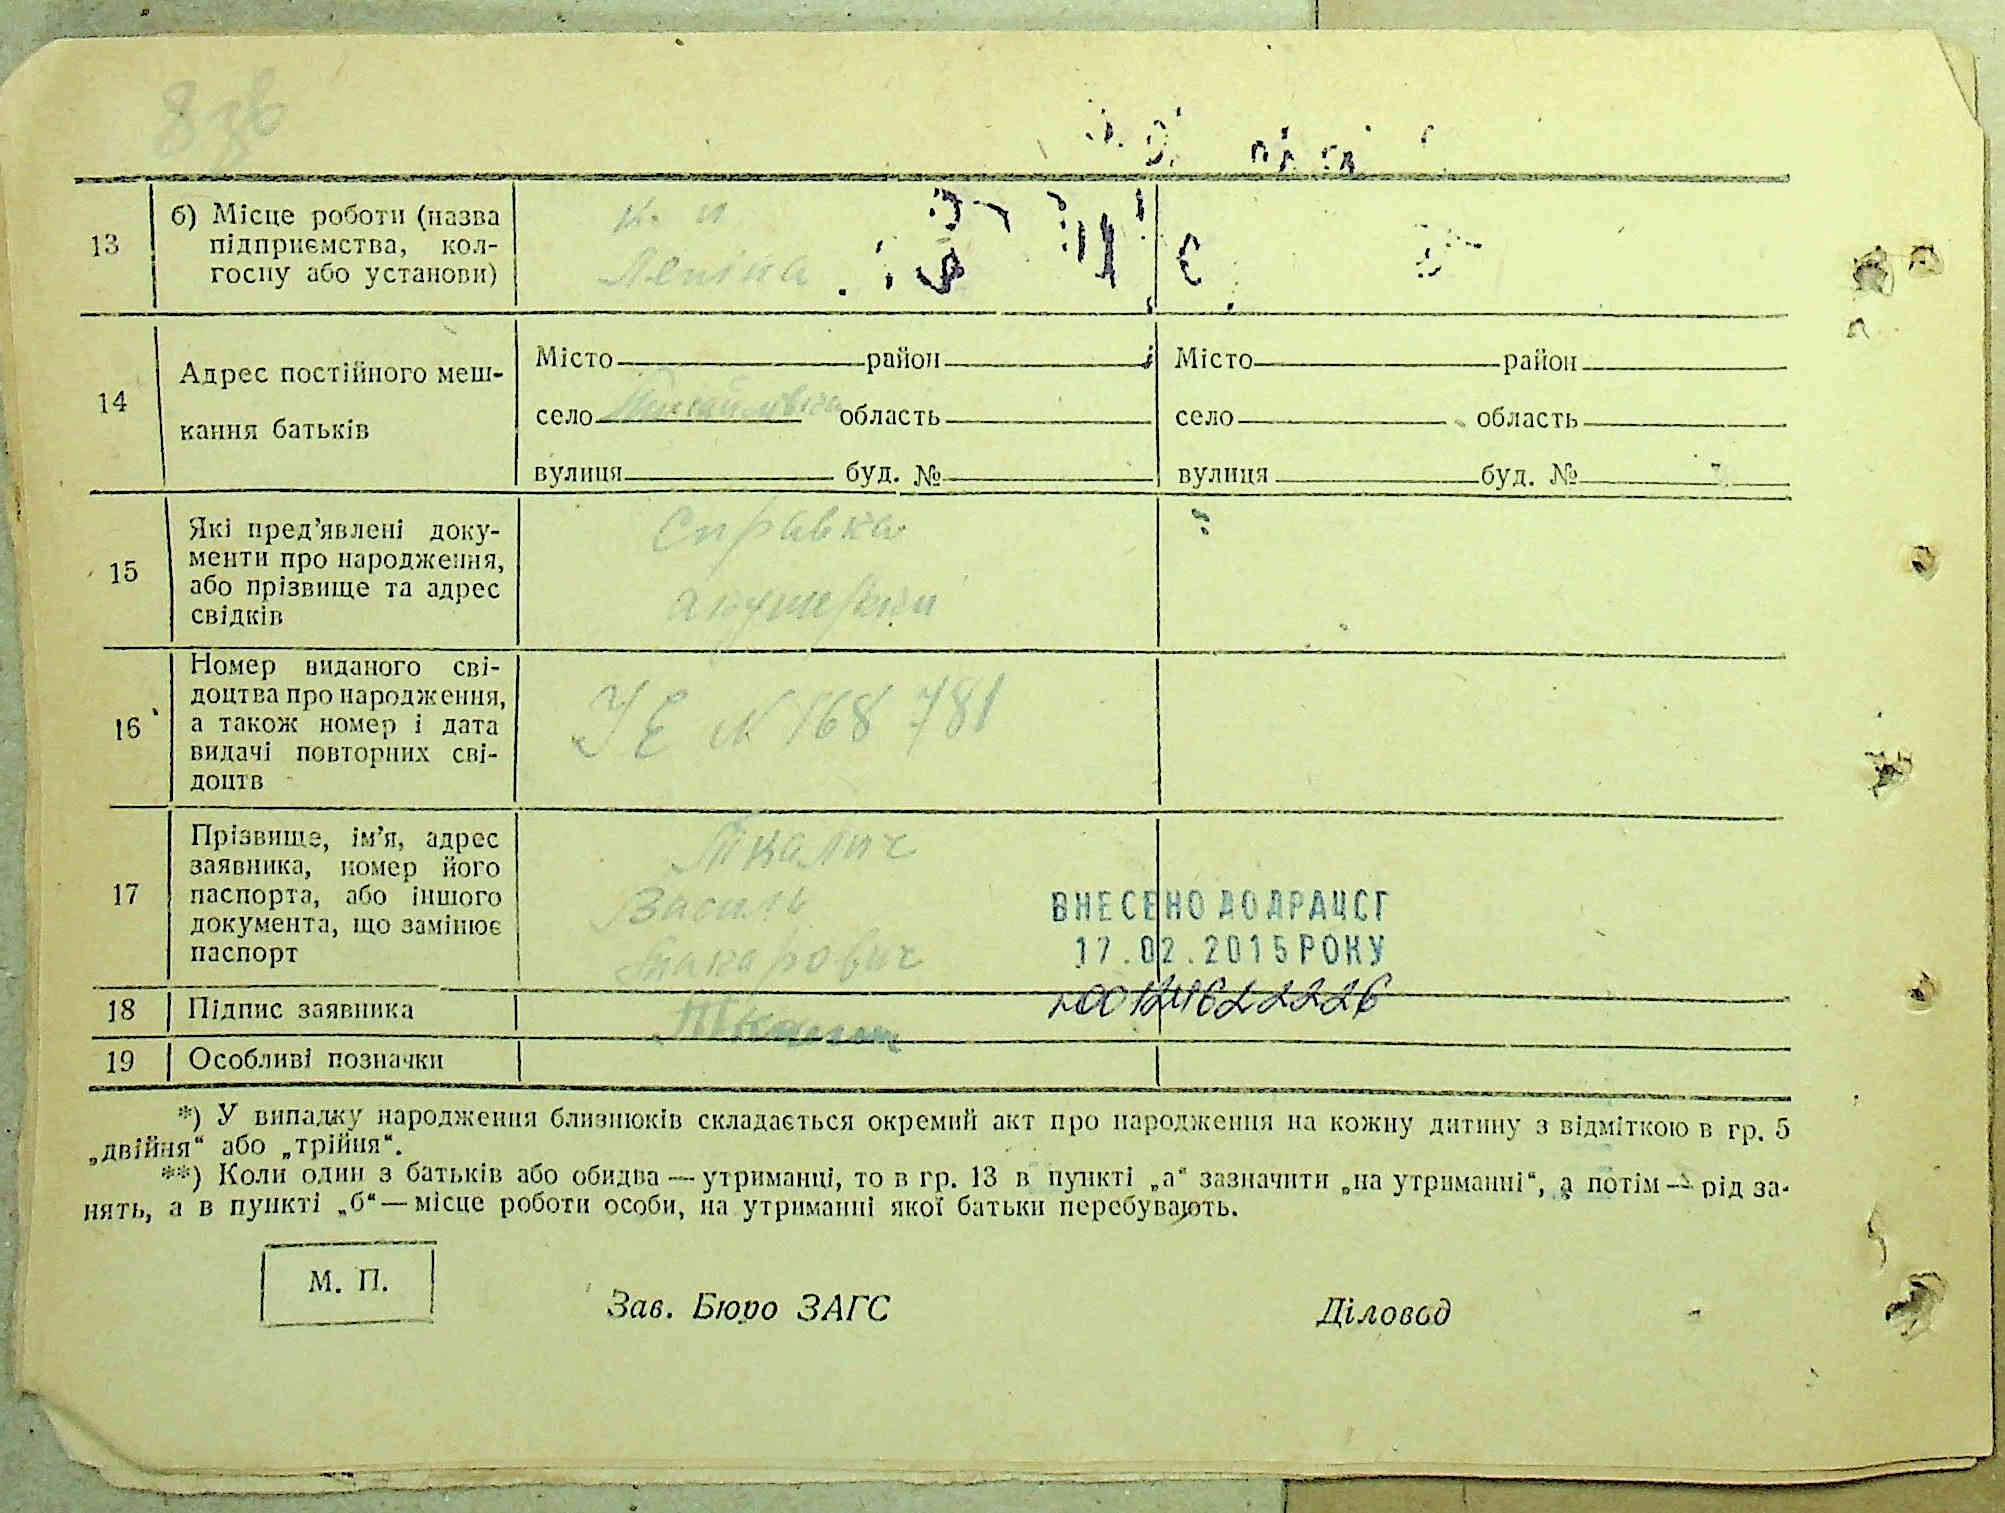 8 зв
13
б) Місце роботи (назва
підприємства, кол-
госпу або установи)
к. и
Леніна
14
Адрес постійного меш-
кання батьків
Місто район
село Михайлівка область
вулиця буд. №
Місто район
село область
вулиця буд. №
15
Які пред’явлені доку-
менти про народження,
або прізвище та адрес
свідків
Справка
акушерки
16
Номер виданого сві-
доцтва про народження,
а також номер і дата
видачі повторних сві-
доцтв
УЕ № 168 781
17
Прізвище, ім’я, адрес
заявника, номер його
паспорта, або іншого
документа, що замінює
паспорт
Ткалич
Василь
Макарович
ВНЕСЕНО ДО ДРАЦСГ
17.02.2015 РОКУ
18
Підпис заявника
19
Особливі позначки
*) У випадку народження близнюків складається окремий акт про народження на кожну дитину з відміткою в гр. 5
„двійня“ або „трійня“.
**) Коли один з батьків або обидва — утриманці, то в гр. 13 в пункті „а“ зазначити „на утриманні“, а потім — рід за-
нять, а в пункті „б“ — місце роботи особи, на утриманні якої батьки перебувають.
М. П.
Зав. Бюро ЗАГС
Діловод